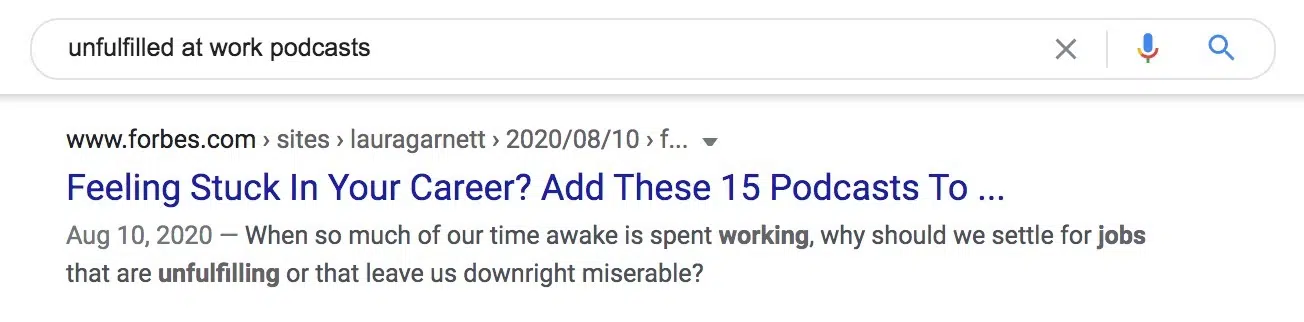 unfulfilled at work podcasts
www.forbes.com › sites › lauragarnett › 2020/08/10 › f...
Feeling Stuck In Your Career? Add These 15 Podcasts To ...
Aug 10, 2020 — When so much of our time awake is spent working, why should we settle for jobs
that are unfulfilling or that leave us downright miserable?